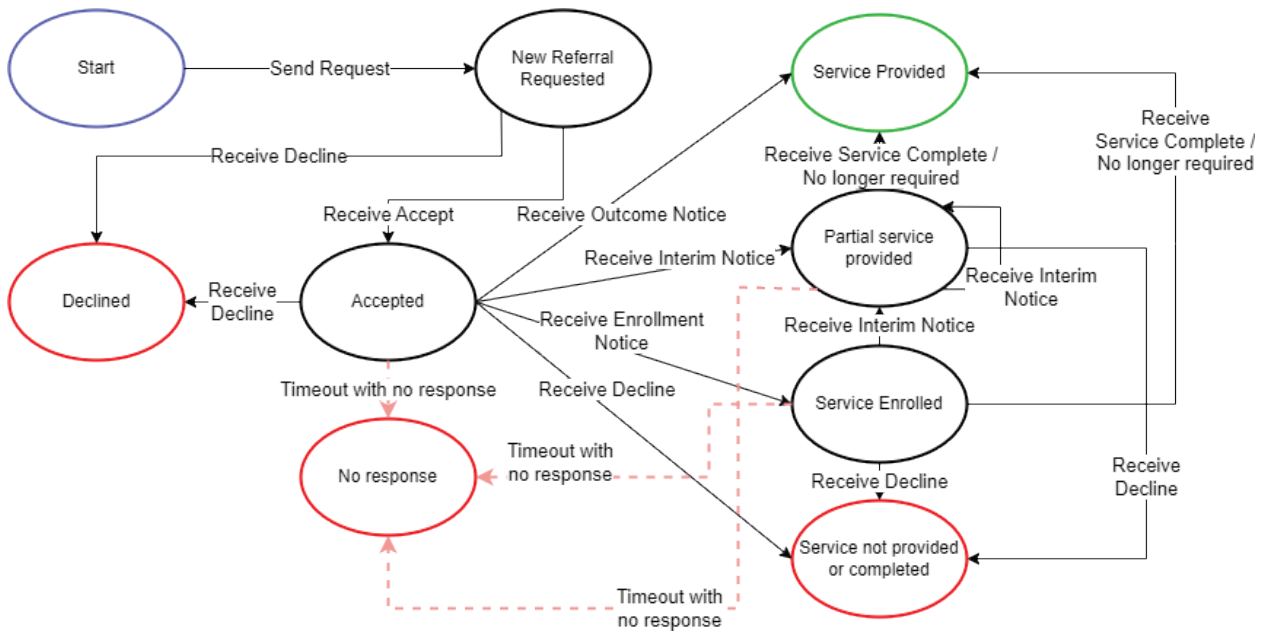 Start
Send Request
New Referral
Requested
Service Provided
Receive
Service Complete /
No longer required
Receive Decline
Receive Service Complete /
No longer required
Receive Accept
Receive Outcome Notice
Partial service
provided
Receive Interim Notice
Receive Interim
Notice
Declined
Receive
Decline
Accepted
Receive Enrollment
Notice
Receive Interim Notice
Timeout with no response
Receive Decline
Service Enrolled
No response
Timeout with
no response
Receive Decline
Receive
Decline
Service not provided
or completed
Timeout with
no response